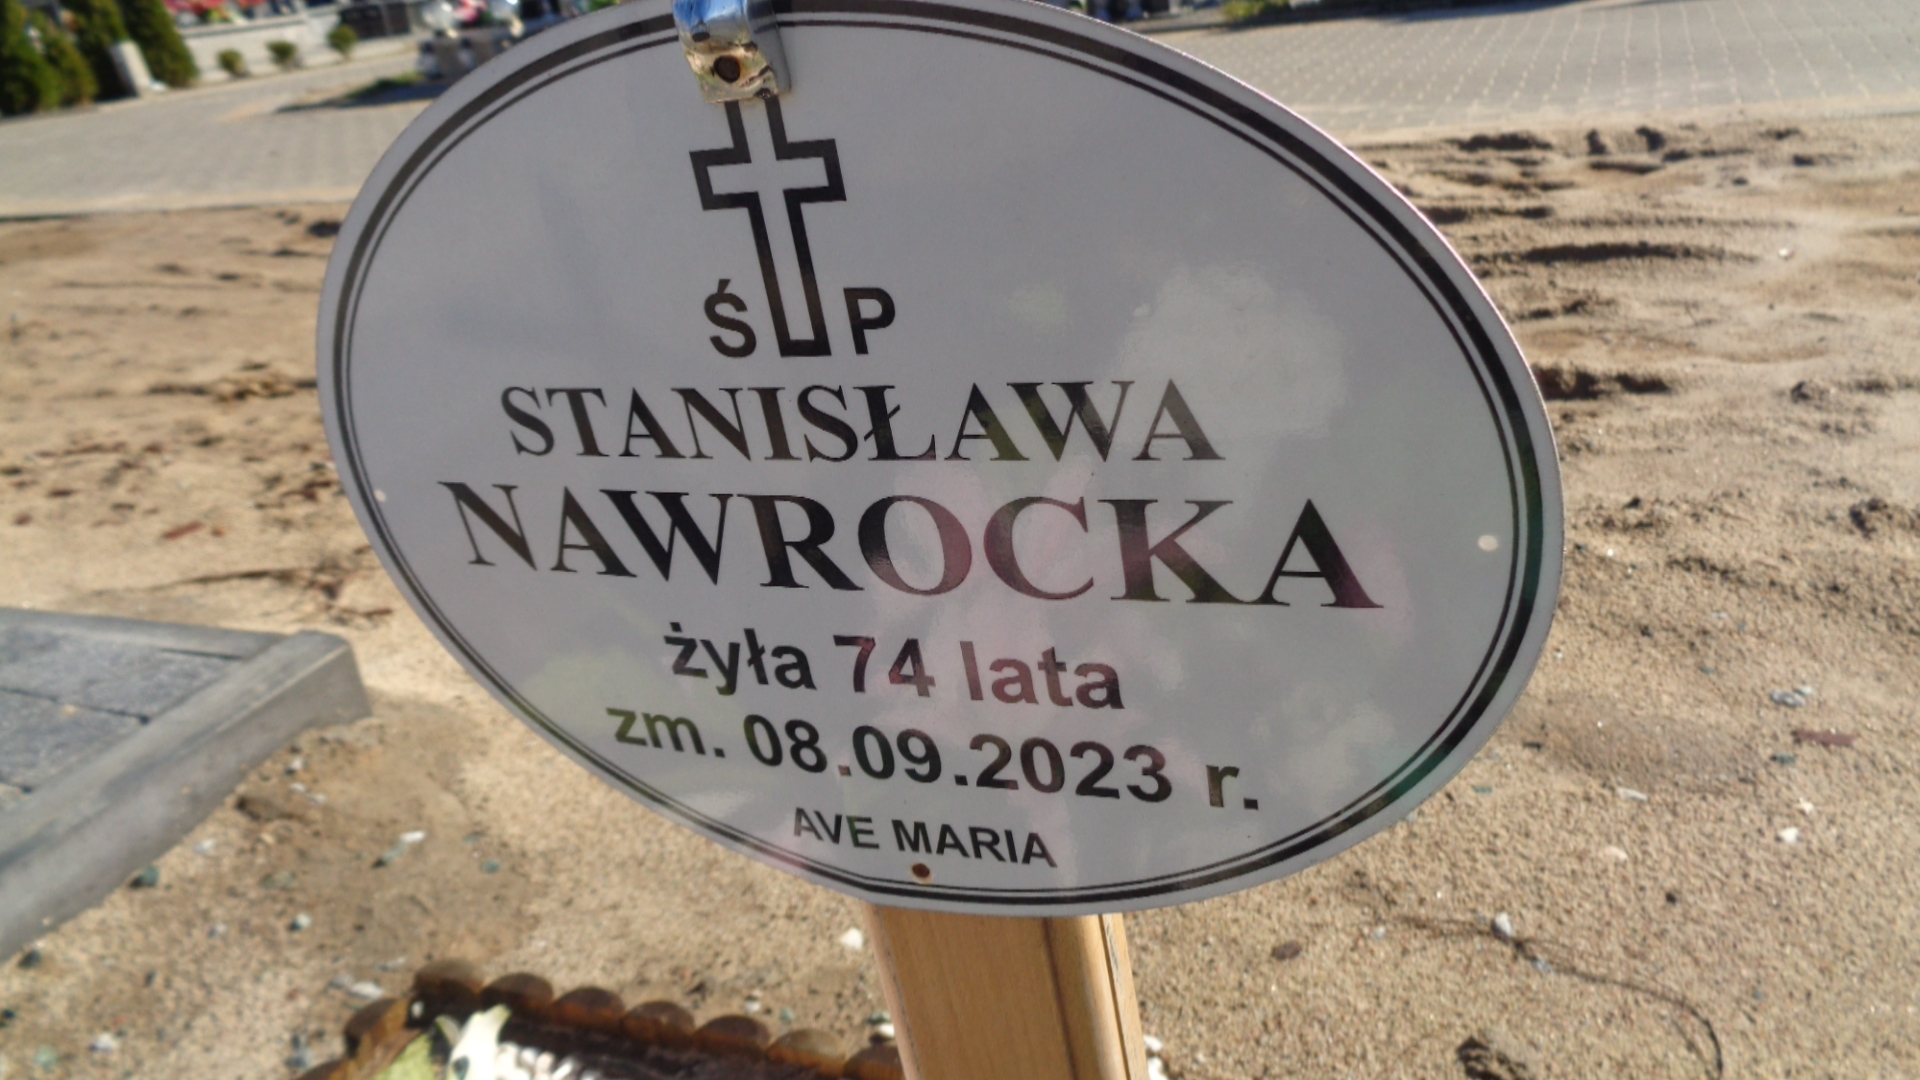 Ś P
STANISŁAWA
NAWROCKA
żyła 74 lata
zm. 08.09.2023 r.
AVE MARIA